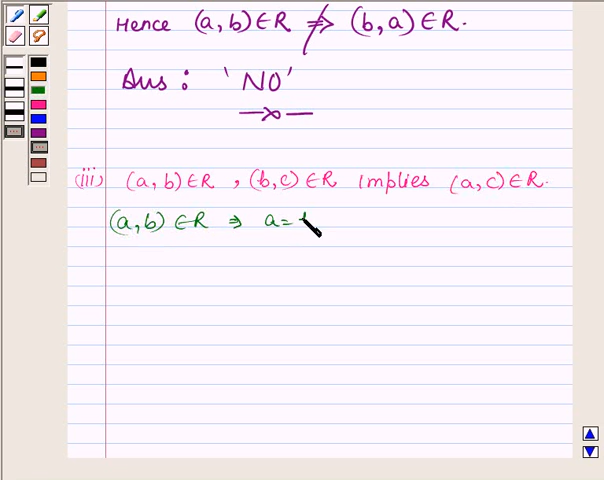 Hence (a, b) ∈ R ⇏ (b, a) ∈ R.
Ans : 'NO'
(iii) (a, b) ∈ R , (b, c) ∈ R implies (a, c) ∈ R.
(a, b) ∈ R ⇒ a =